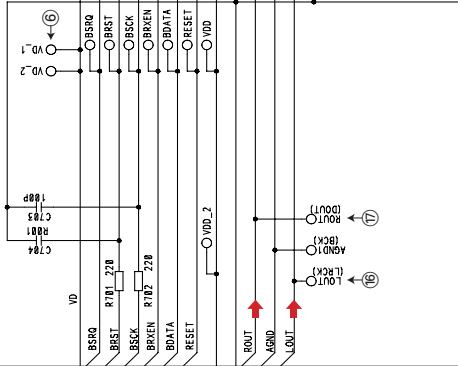 ⑥
VD_1
VD_2
BSRQ
BRST
BSCK
BRXEN
BDATA
RESET
VDD
100P
C703
R001
C704
R701 220
R702 220
VDD_2
VD
ROUT
(DOUT)
⑰
AGND1
(BCK)
LOUT
(LRCK)
⑯
BSRQ
BRST
BSCK
BRXEN
BDATA
RESET
ROUT
AGND
LOUT